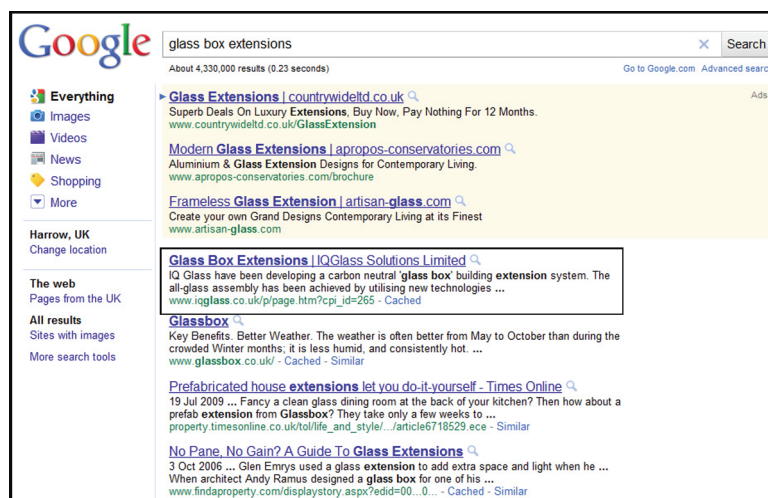 Google
glass box extensions
Search
About 4,330,000 results (0.23 seconds)
Go to Google.com Advanced searc
Everything
Images
Videos
News
Shopping
More
Harrow, UK
Change location
The web
Pages from the UK
All results
Sites with images
More search tools
Ads
Glass Extensions | countrywideltd.co.uk
Superb Deals On Luxury Extensions, Buy Now, Pay Nothing For 12 Months.
www.countrywideltd.co.uk/GlassExtension
Modern Glass Extensions | apropos-conservatories.com
Aluminium & Glass Extension Designs for Contemporary Living.
www.apropos-conservatories.com/brochure
Frameless Glass Extension | artisan-glass.com
Create your own Grand Designs Contemporary Living at its Finest
www.artisan-glass.com
Glass Box Extensions | IQGlass Solutions Limited
IQ Glass have been developing a carbon neutral 'glass box' building extension system. The
all-glass assembly has been achieved by utilising new technologies ...
www.iqglass.co.uk/p/page.htm?cpi_id=265 - Cached
Glassbox
Key Benefits. Better Weather. The weather is often better from May to October than during the
crowded Winter months; it is less humid, and consistently hot. ...
www.glassbox.co.uk/ - Cached - Similar
Prefabricated house extensions let you do-it-yourself - Times Online
19 Jul 2009 ... Fancy a clean glass dining room at the back of your kitchen? Then how about a
prefab extension from Glassbox? They take only a few weeks to ...
property.timesonline.co.uk/tol/life_and_style/.../article6718529.ece - Similar
No Pane, No Gain? A Guide To Glass Extensions
3 Oct 2006 ... Glen Emrys used a glass extension to add extra space and light when he ...
When architect Andy Ramus designed a glass box for one of his ...
www.findaproperty.com/displaystory.aspx?edid=00...0... - Cached - Similar